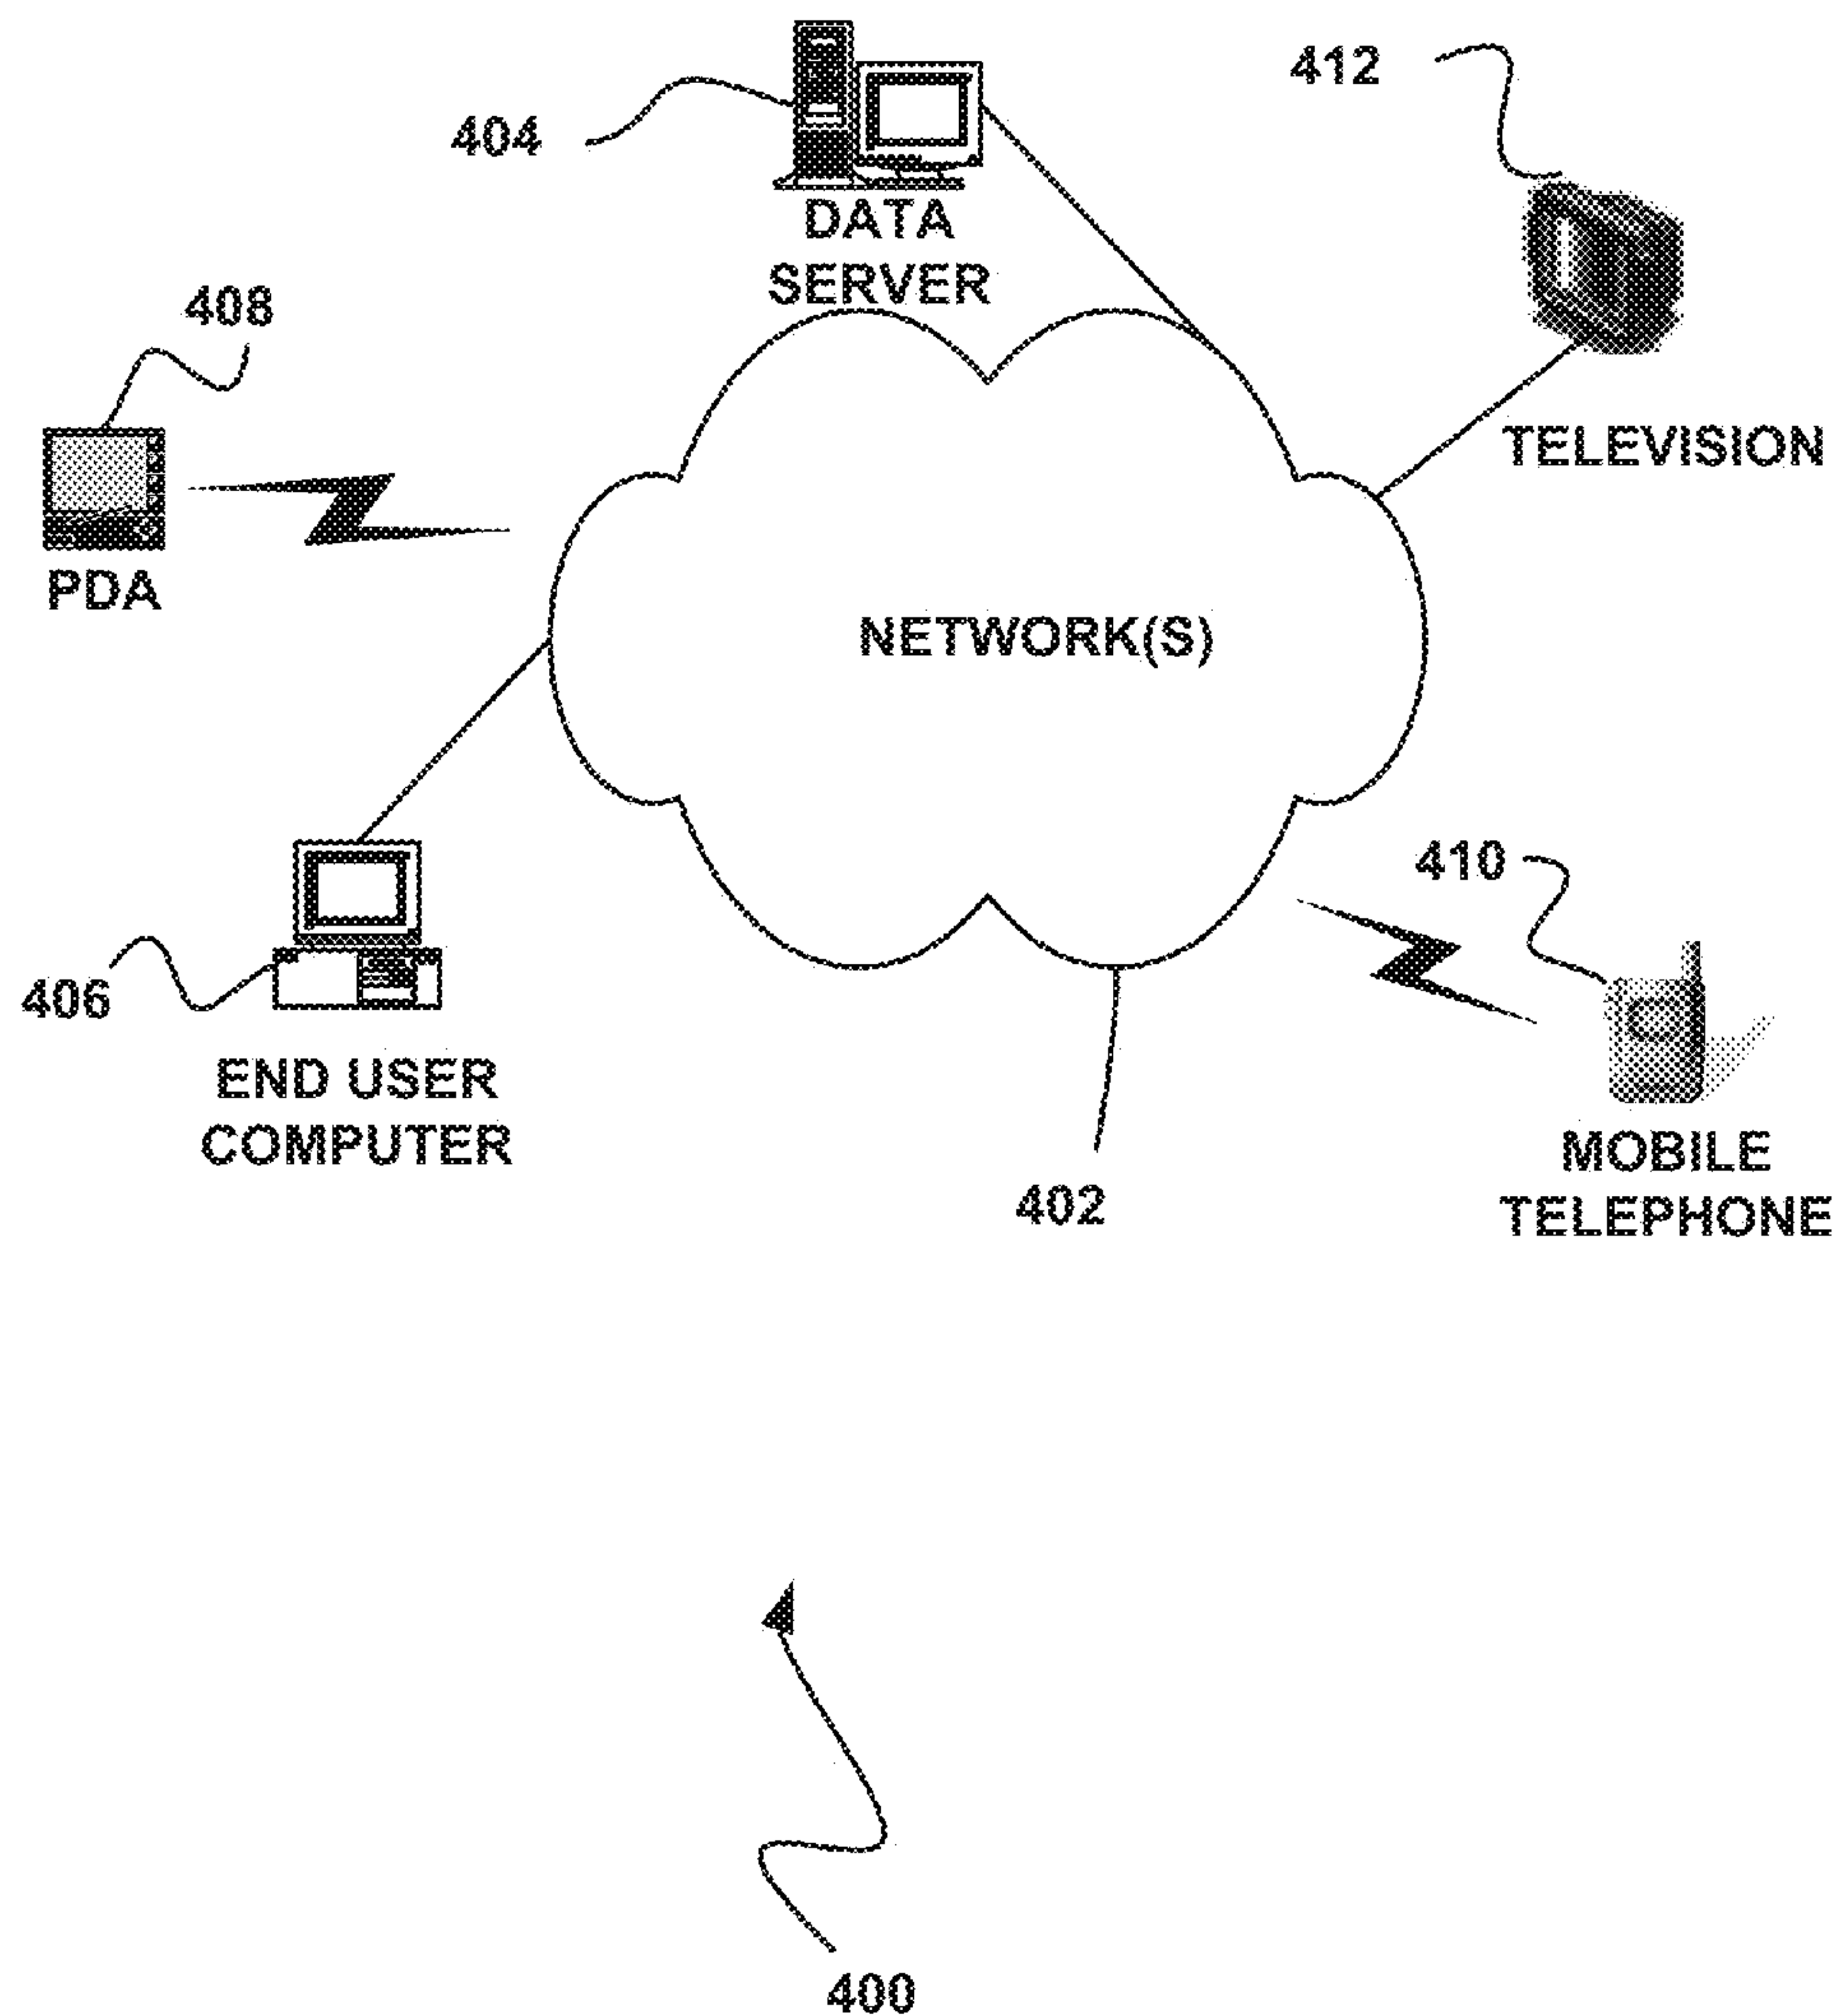 412
404
DATA
SERVER
408
TELEVISION
PDA
NETWORK(S)
410
406
END USER
COMPUTER
MOBILE
TELEPHONE
402
400